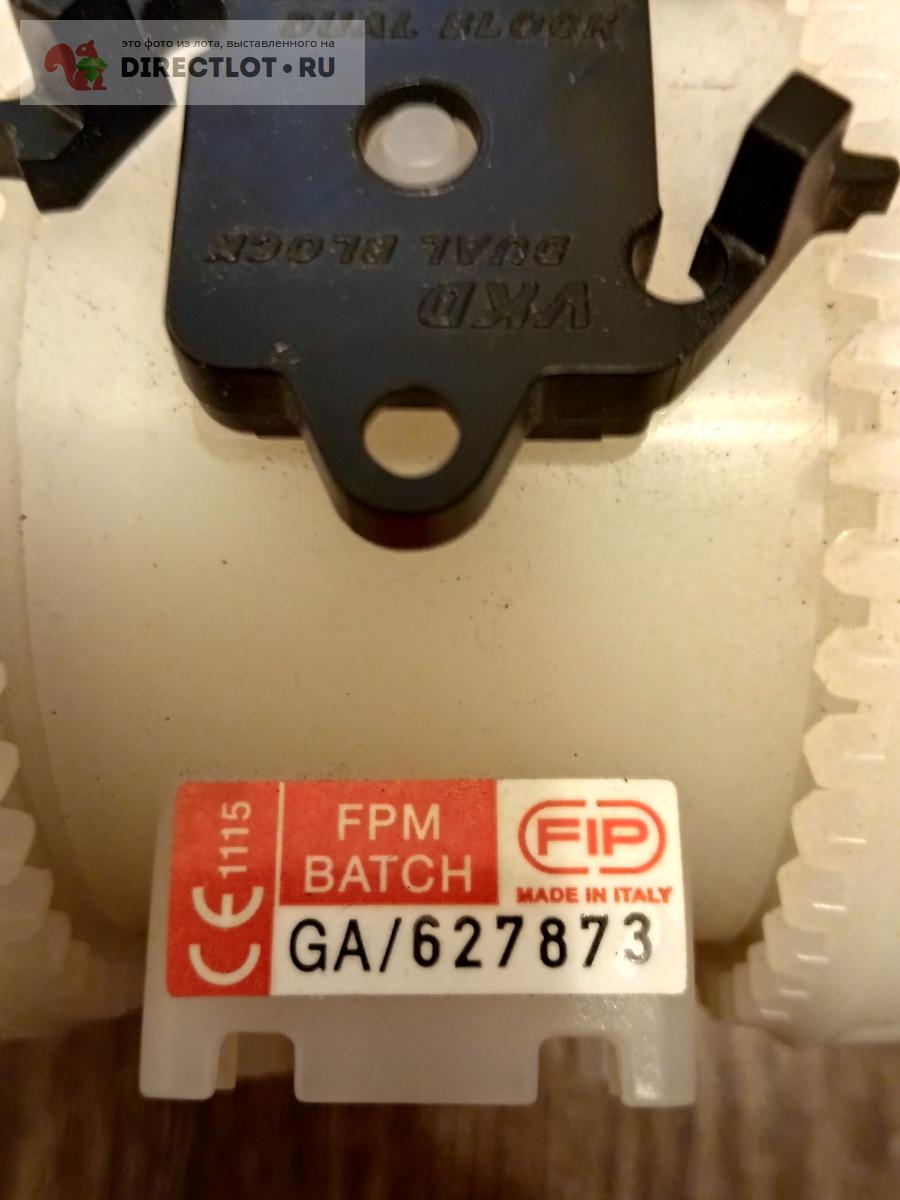 это фото из лота, выставленного на
DIRECTLOT•RU
DUAL BLOCK
DUAL BLOCK
VKD
CE 1115
FPM
BATCH
FIP
MADE IN ITALY
GA/627873